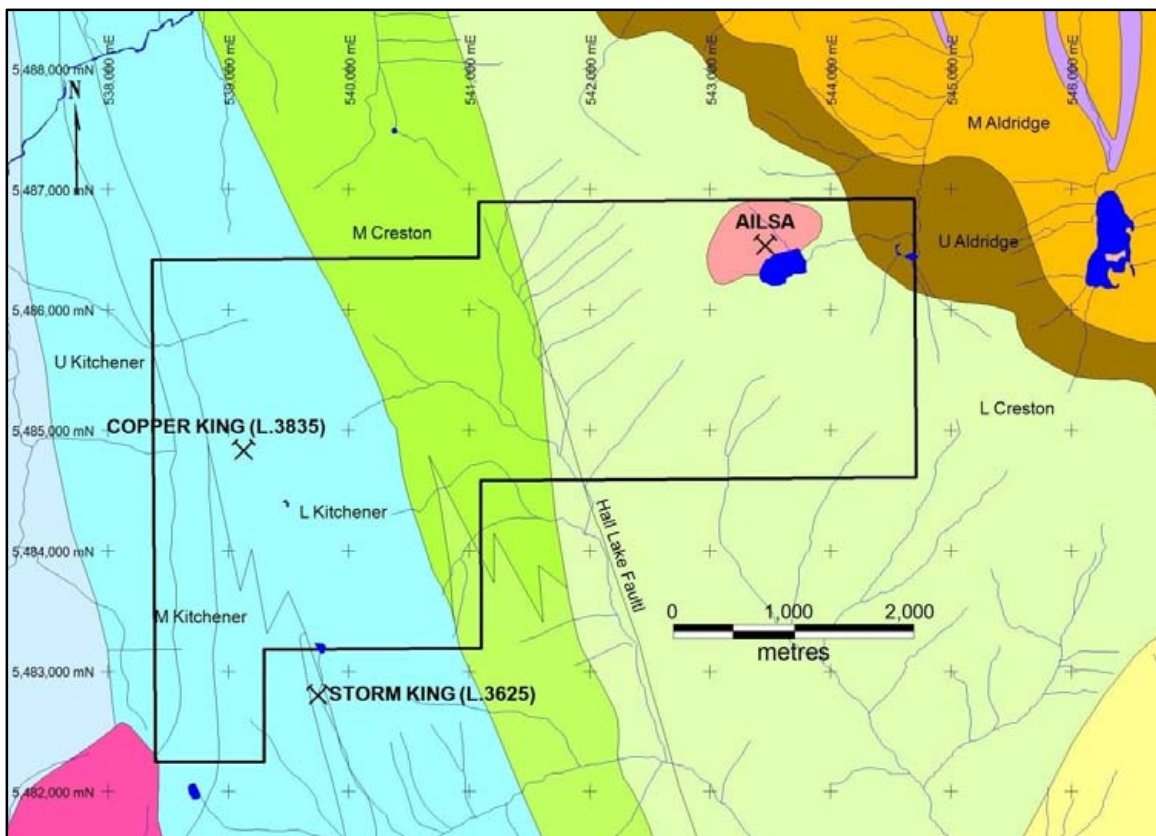 538,000 mE
539,000 mE
540,000 mE
541,000 mE
542,000 mE
543,000 mE
544,000 mE
545,000 mE
546,000 mE
5,488,000 mN
N
M Aldridge
5,487,000 mN
M Creston
AILSA
U Aldridge
5,486,000 mN
U Kitchener
L Creston
COPPER KING (L.3835)
5,485,000 mN
L Kitchener
Hall Lake Faultl
5,484,000 mN
M Kitchener
0 1,000 2,000
metres
5,483,000 mN
STORM KING (L.3625)
5,482,000 mN